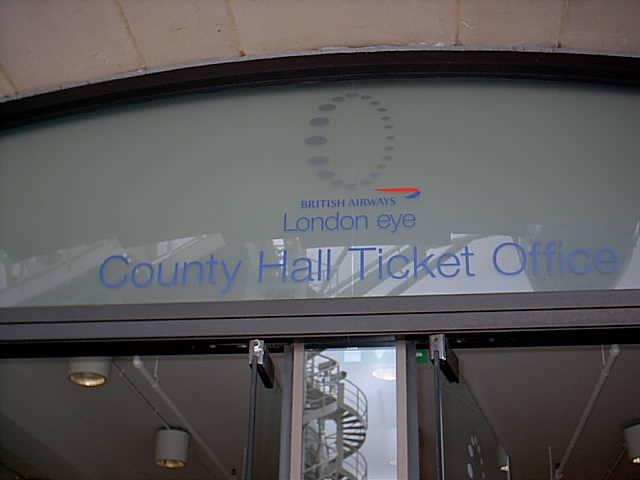 BRITISH AIRWAYS
London eye
County Hall Ticket Office